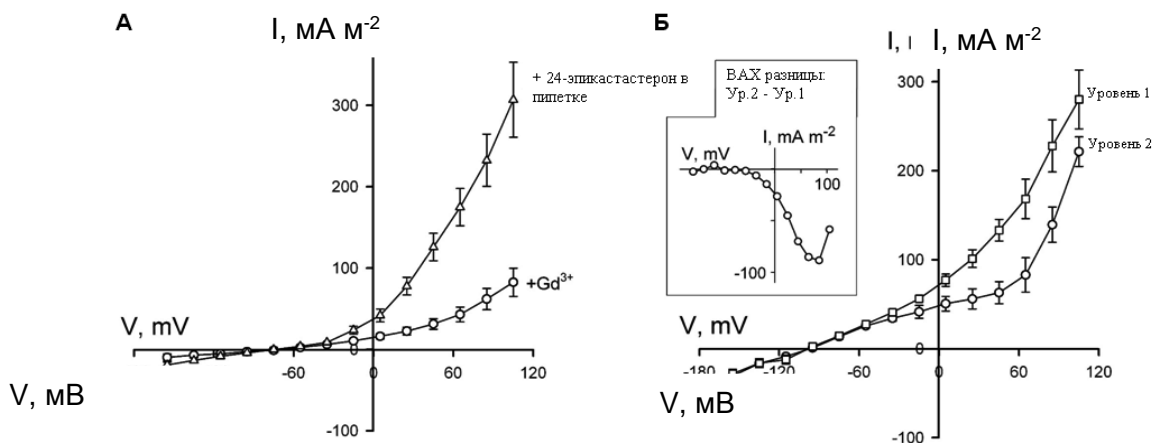 А
I, мА м-2
+ 24-эпикастастерон в
пипетке
300
200
100
+Gd3+
V, mV
0
-60
0
60
120
V, мВ
-100
Б
I, I
I, мА м-2
ВАХ разницы:
Ур.2 - Ур.1
I, mA m-2
V, mV
100
-100
300
Уровень 1
Уровень 2
200
100
V, mV
0
-180
-120
-60
0
60
120
V, мВ
-100